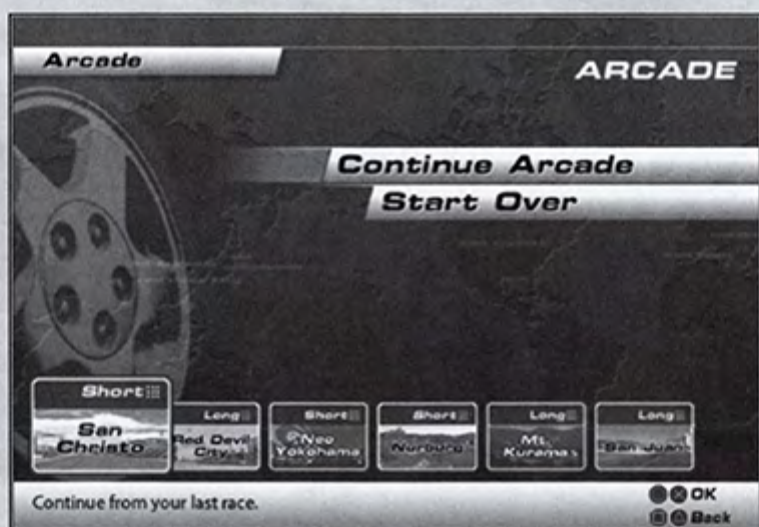 Arcade
ARCADE
Continue Arcade
Start Over
Short
San
Christo
Long
Red Devil
City
Short
Neo
Yokohama
Short
Nurburg
Long
Mt.
Kurama
Long
San Juan
Continue from your last race.
OK
Back